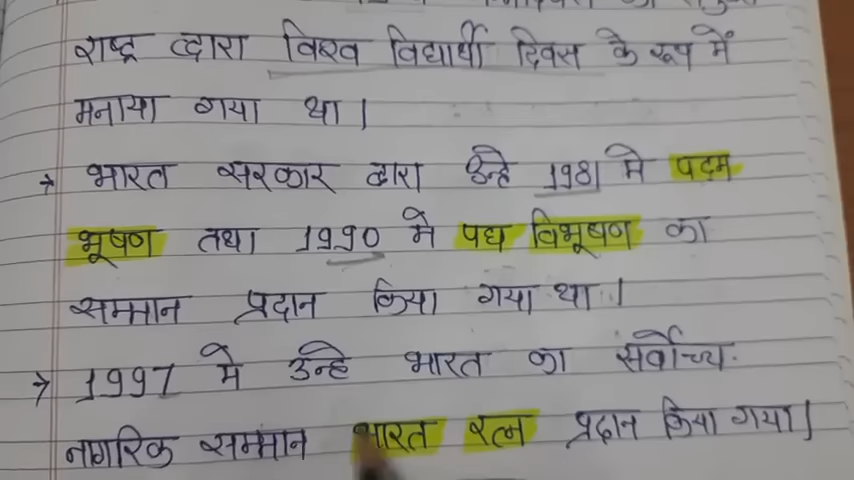 राष्ट्र द्वारा विश्व विद्यार्थी दिवस के रूप में
मनाया गया था।
→ भारत सरकार द्वारा उन्हे 1981 मे पद्म
भूषण तथा 1990 मे पद्म विभूषण का
सम्मान प्रदान किया गया था।
→ 1997 मे उन्हे भारत का सर्वोच्य
नागरिक सम्मान भारत रत्न प्रदान किया गया।